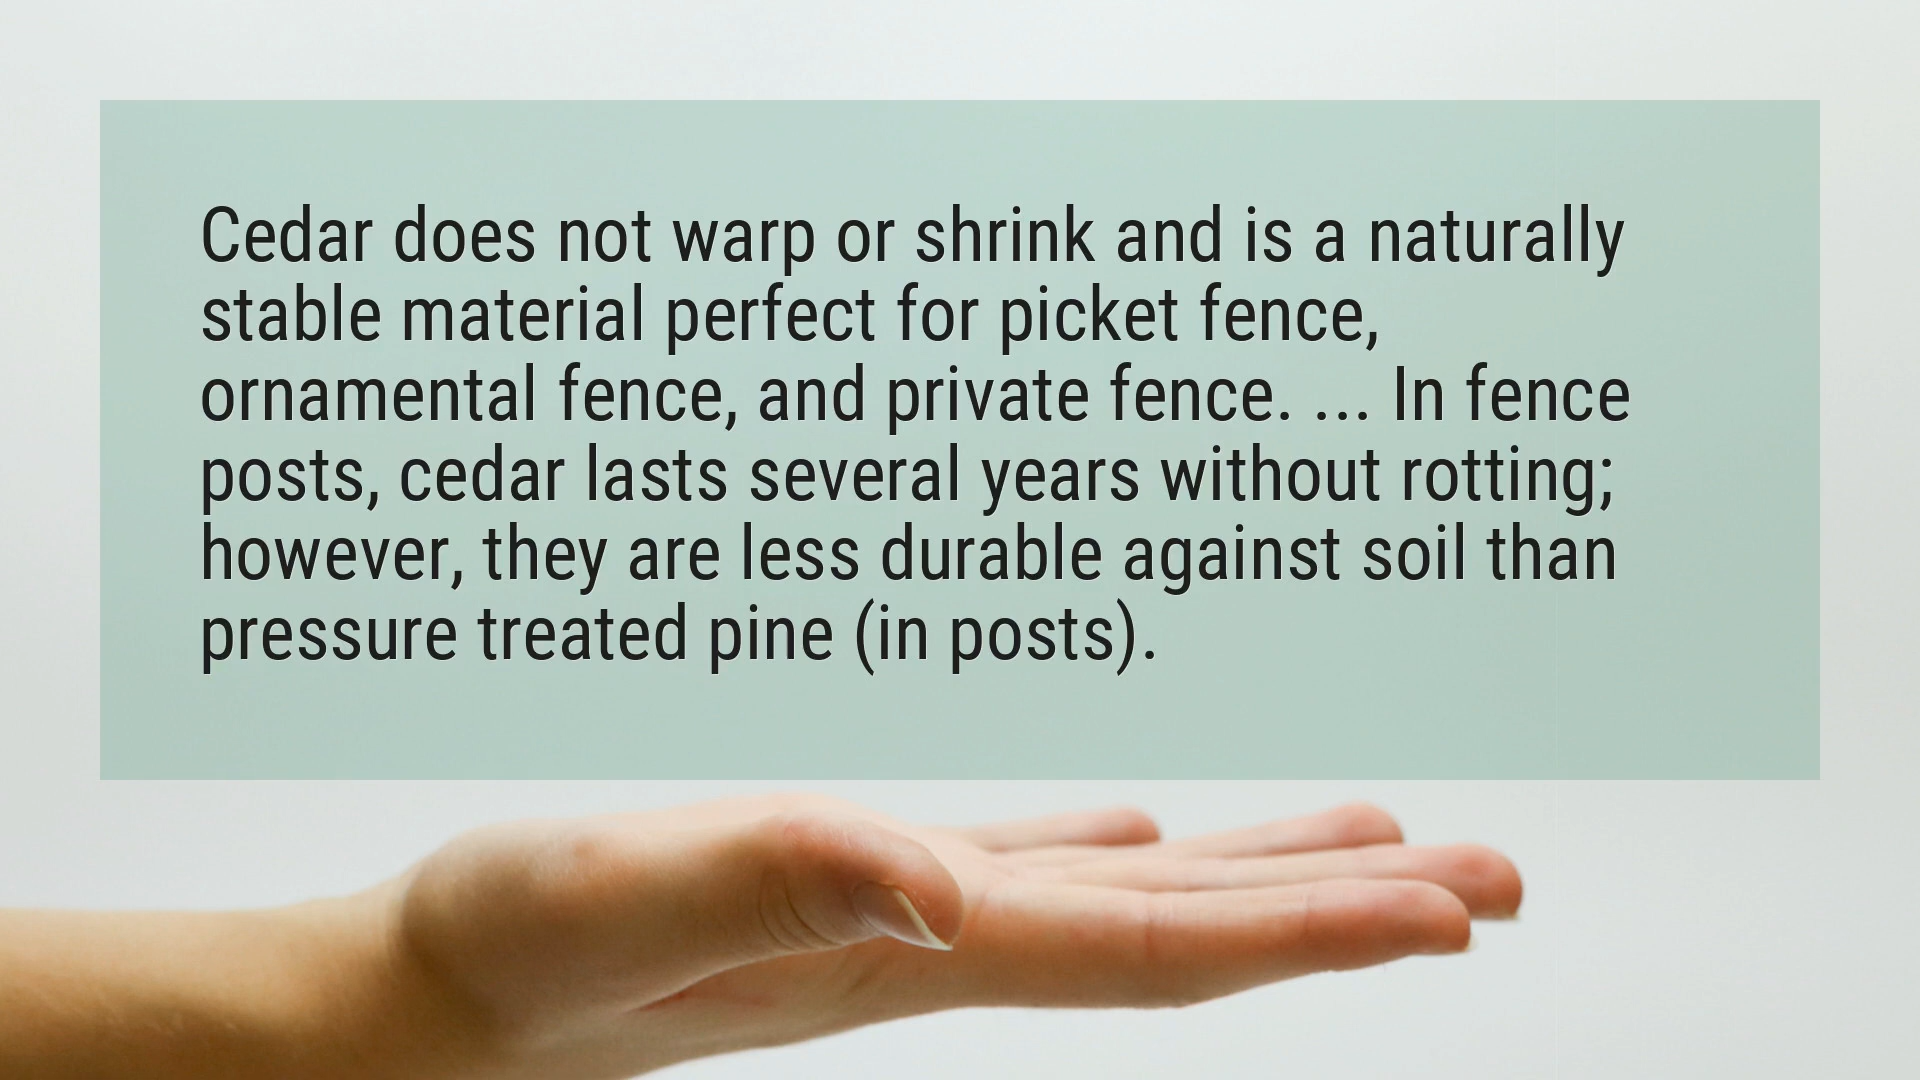 Cedar does not warp or shrink and is a naturally
stable material perfect for picket fence,
ornamental fence, and private fence. ... In fence
posts, cedar lasts several years without rotting;
however, they are less durable against soil than
pressure treated pine (in posts).